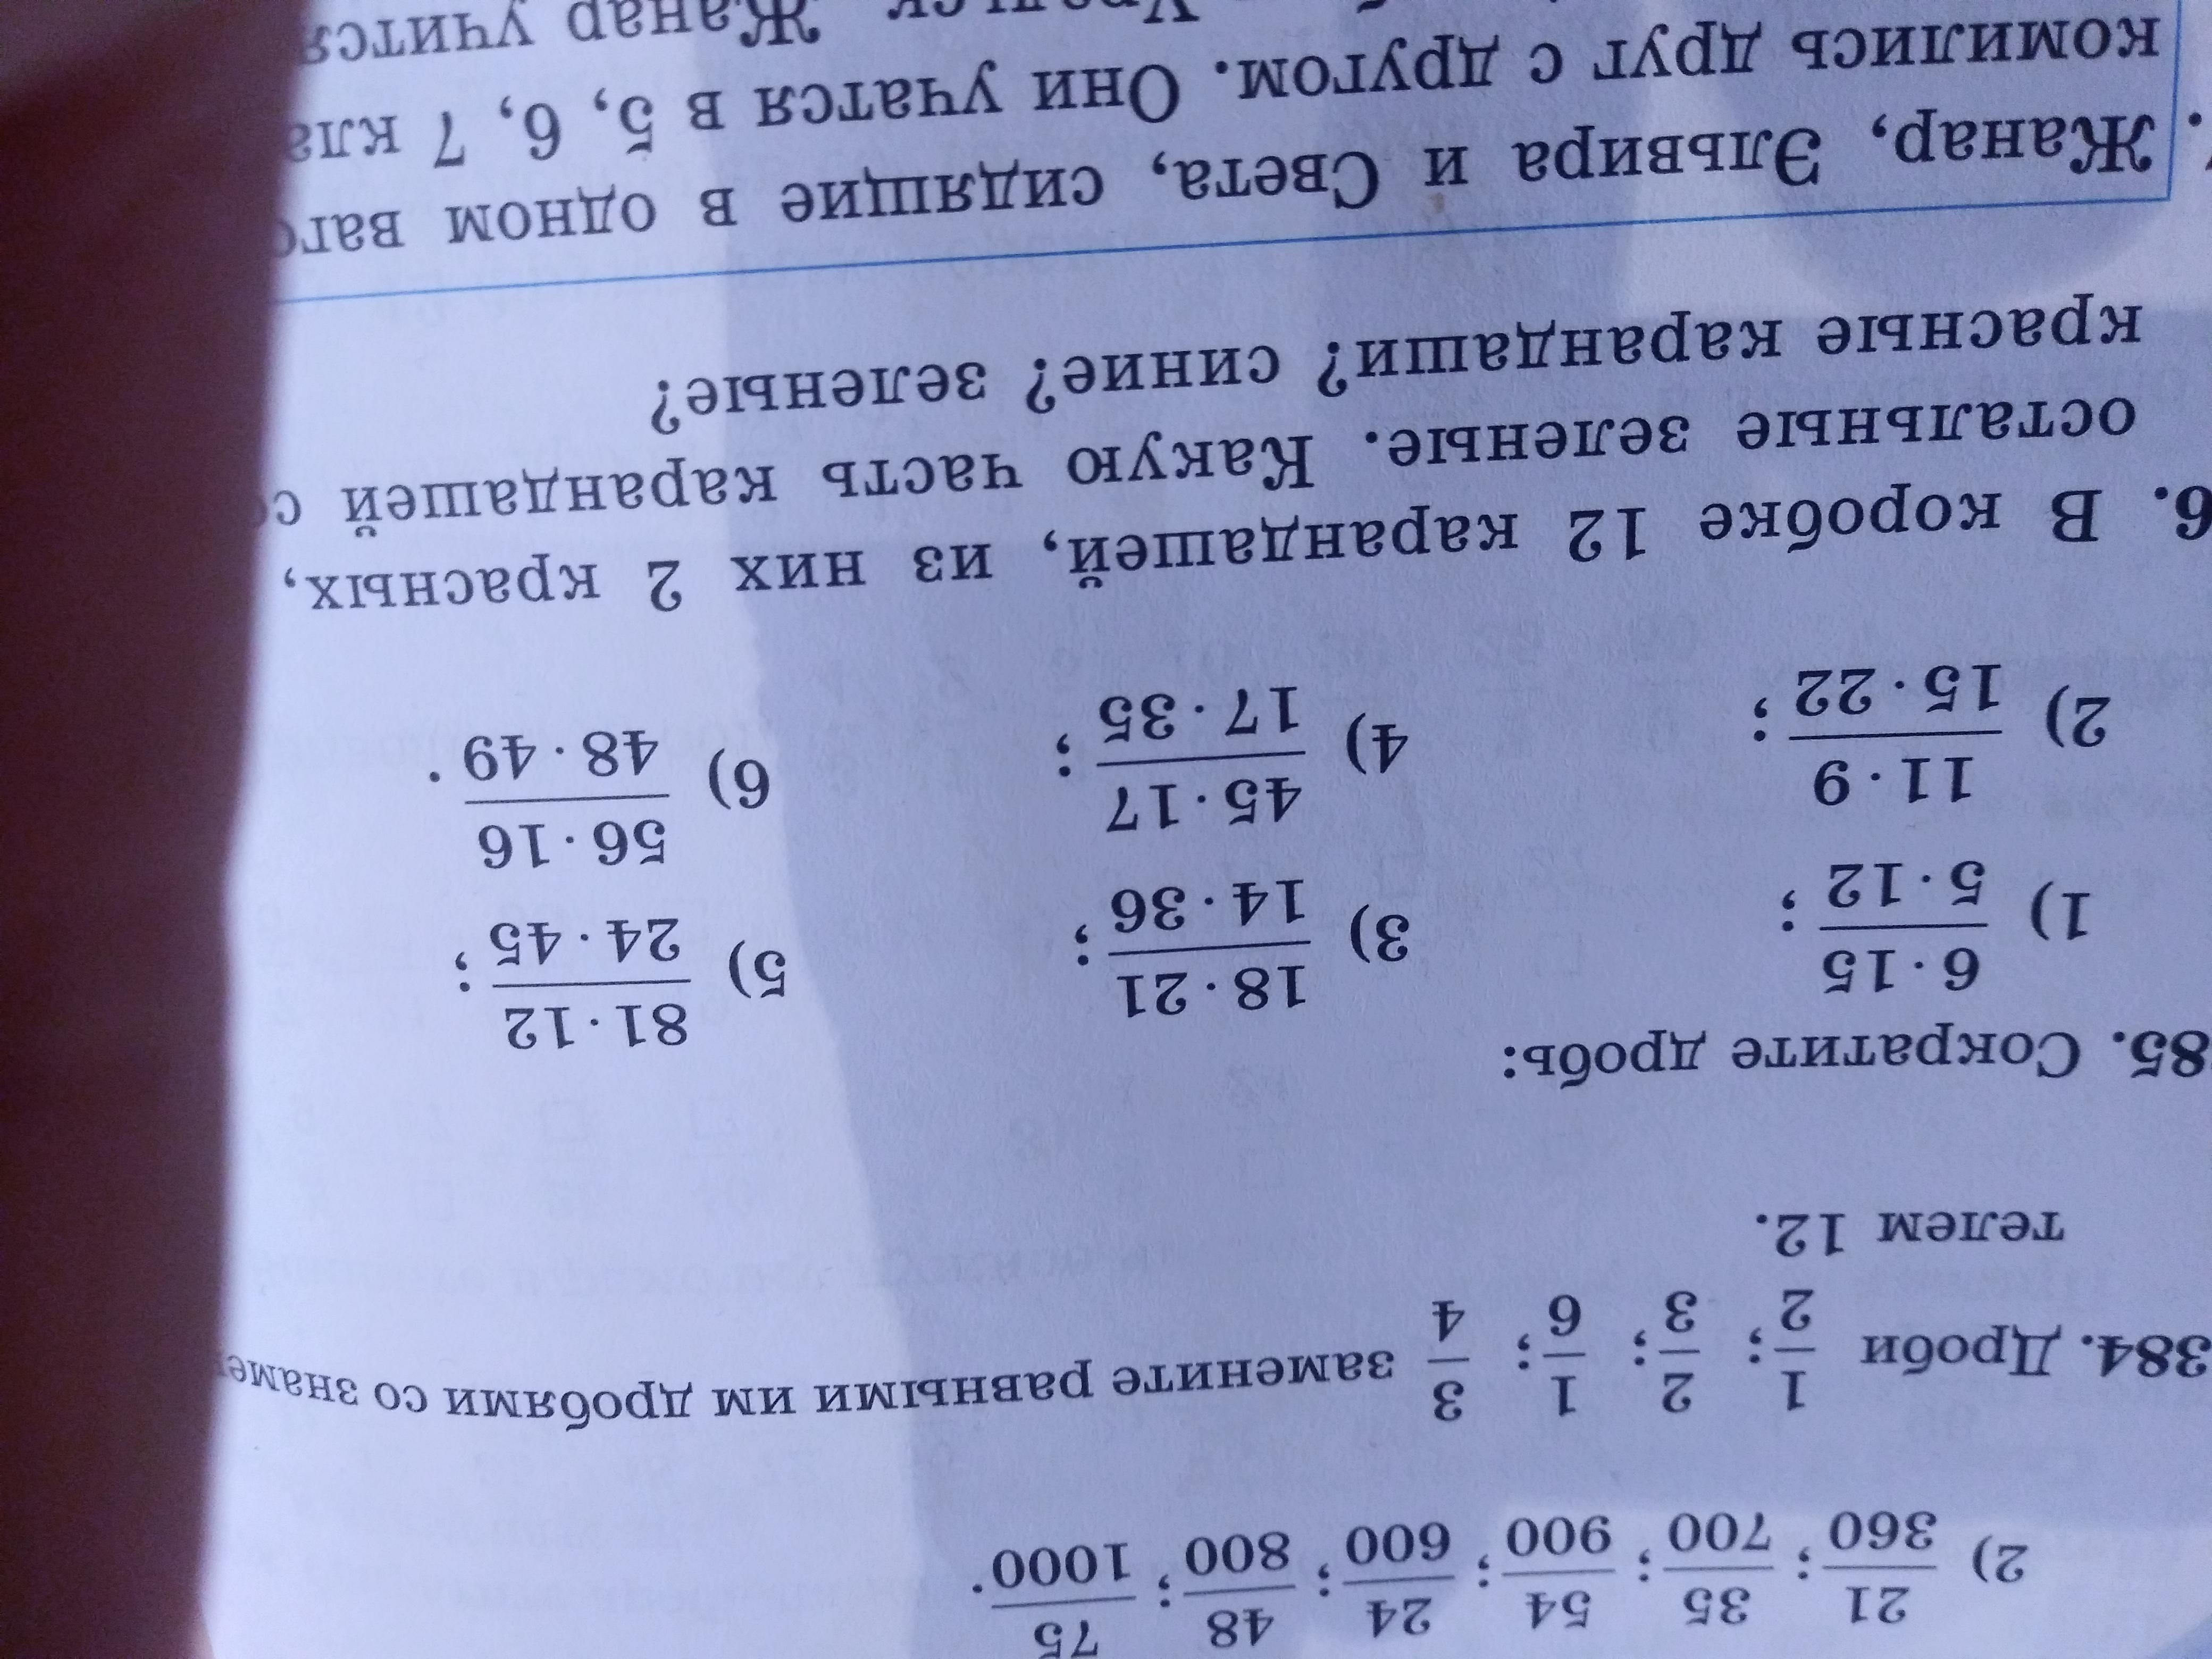 2) 21/360; 35/700; 54/900; 24/600; 48/800; 75/1000.
384. Дроби 1/2; 2/3; 1/6; 3/4 замените равными им дробями со знаме
телем 12.
85. Сократите дробь:
1) 6·15/5·12; 3) 18·21/14·36; 5) 81·12/24·45;
2) 11·9/15·22; 4) 45·17/17·35; 6) 56·16/48·49.
6. В коробке 12 карандашей, из них 2 красных,
остальные зеленые. Какую часть карандашей со
красные карандаши? синие? зеленые?
Жанар, Эльвира и Света, сидящие в одном ваго
комились друг с другом. Они учатся в 5, 6, 7 кла
Жанар учится